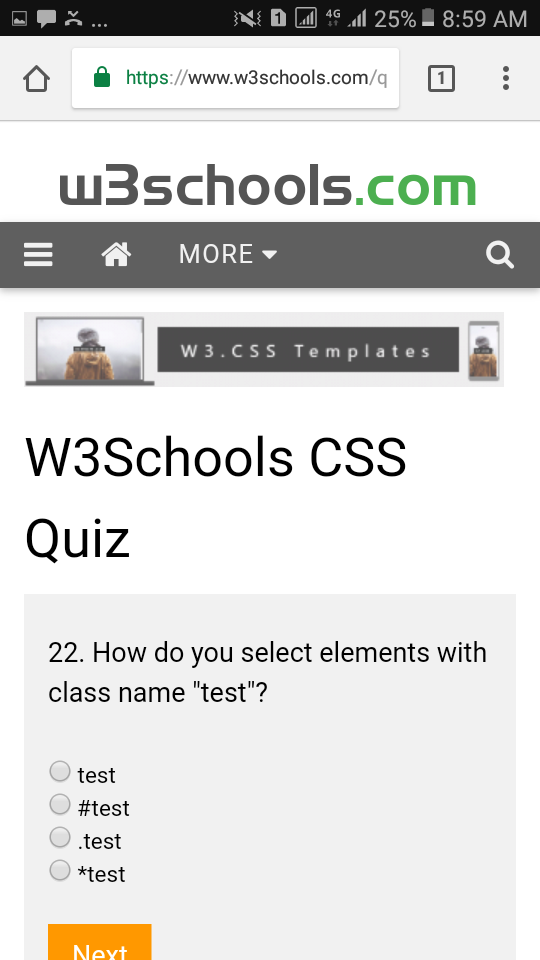 ... 1 4G 25% 8:59 AM
https://www.w3schools.com/q 1
w3schools.com
MORE
W3.CSS Templates
W3Schools CSS
Quiz
22. How do you select elements with
class name "test"?
test
#test
.test
*test
Next